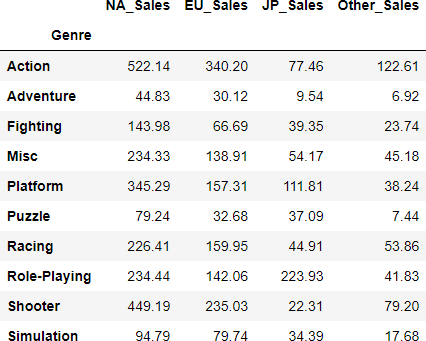 NA_Sales EU_Sales JP_Sales Other_Sales
Genre
Action 522.14 340.20 77.46 122.61
Adventure 44.83 30.12 9.54 6.92
Fighting 143.98 66.69 39.35 23.74
Misc 234.33 138.91 54.17 45.18
Platform 345.29 157.31 111.81 38.24
Puzzle 79.24 32.68 37.09 7.44
Racing 226.41 159.95 44.91 53.86
Role-Playing 234.44 142.06 223.93 41.83
Shooter 449.19 235.03 22.31 79.20
Simulation 94.79 79.74 34.39 17.68